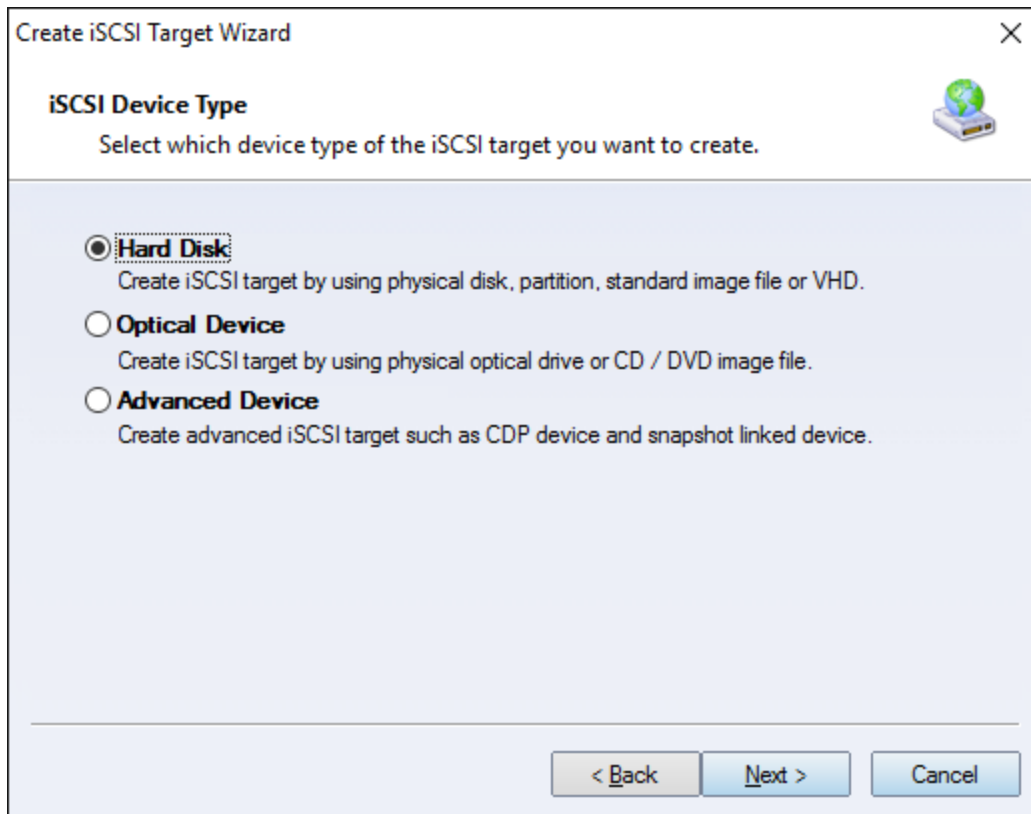 Create iSCSI Target Wizard
iSCSI Device Type
Select which device type of the iSCSI target you want to create.
Hard Disk
Create iSCSI target by using physical disk, partition, standard image file or VHD.
Optical Device
Create iSCSI target by using physical optical drive or CD / DVD image file.
Advanced Device
Create advanced iSCSI target such as CDP device and snapshot linked device.
< Back Next > Cancel